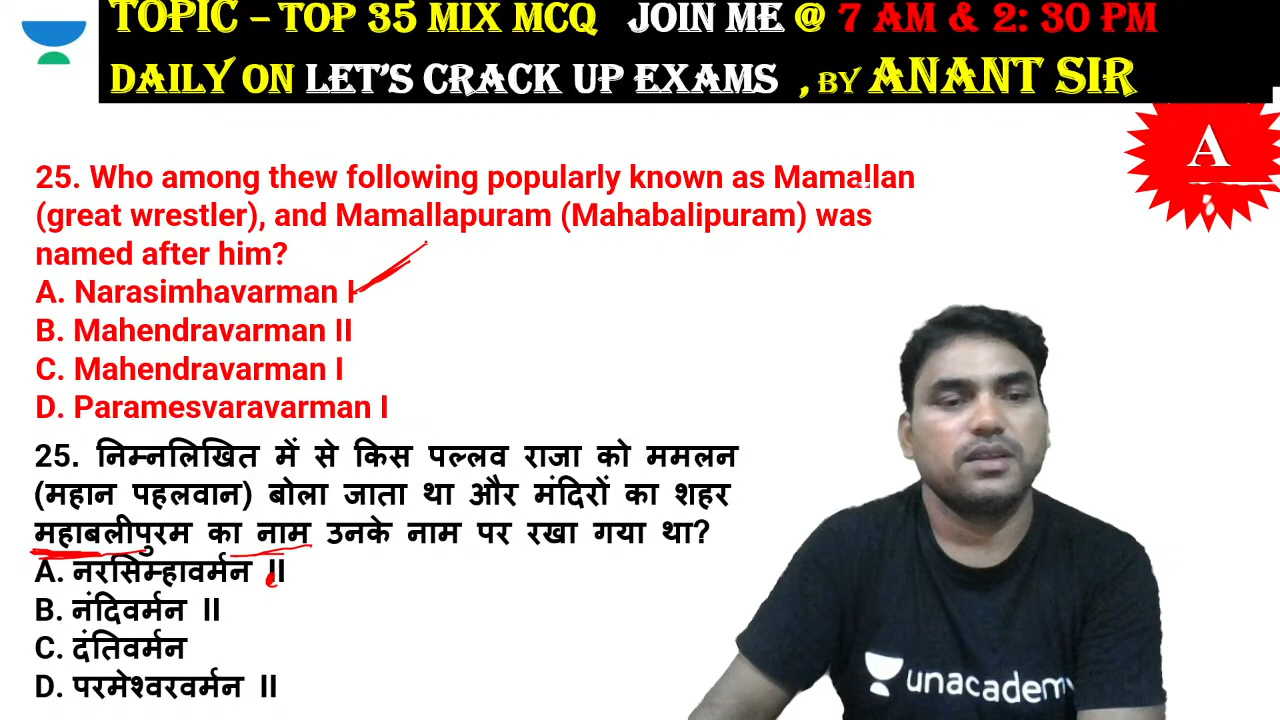 TOPIC – TOP 35 MIX MCQ JOIN ME @ 7 AM & 2: 30 PM
DAILY ON LET'S CRACK UP EXAMS , BY ANANT SIR
A
25. Who among thew following popularly known as Mamallan
(great wrestler), and Mamallapuram (Mahabalipuram) was
named after him?
A. Narasimhavarman I
B. Mahendravarman II
C. Mahendravarman I
D. Paramesvaravarman I
25. निम्नलिखित में से किस पल्लव राजा को ममलन
(महान पहलवान) बोला जाता था और मंदिरों का शहर
महाबलीपुरम का नाम उनके नाम पर रखा गया था?
A. नरसिम्हावर्मन II
B. नंदिवर्मन II
C. दंतिवर्मन
D. परमेश्वरवर्मन II
unacademy